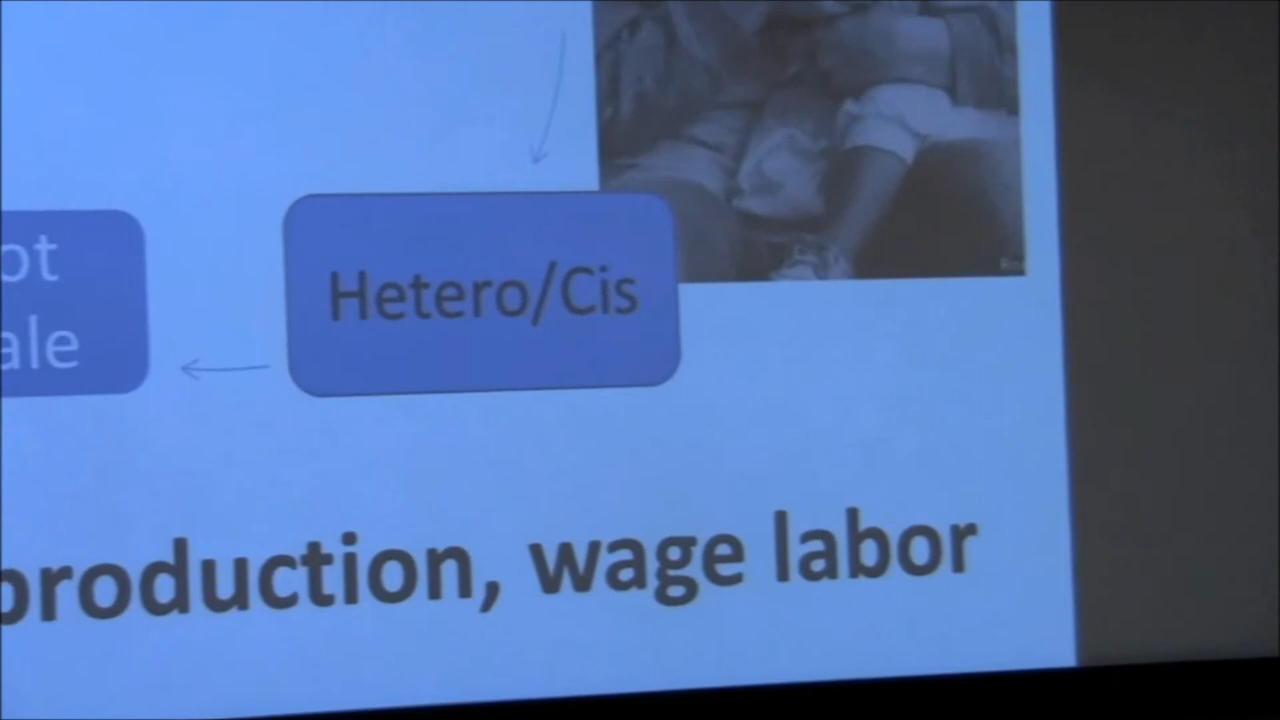 ot
ale
Hetero/Cis
production, wage labor